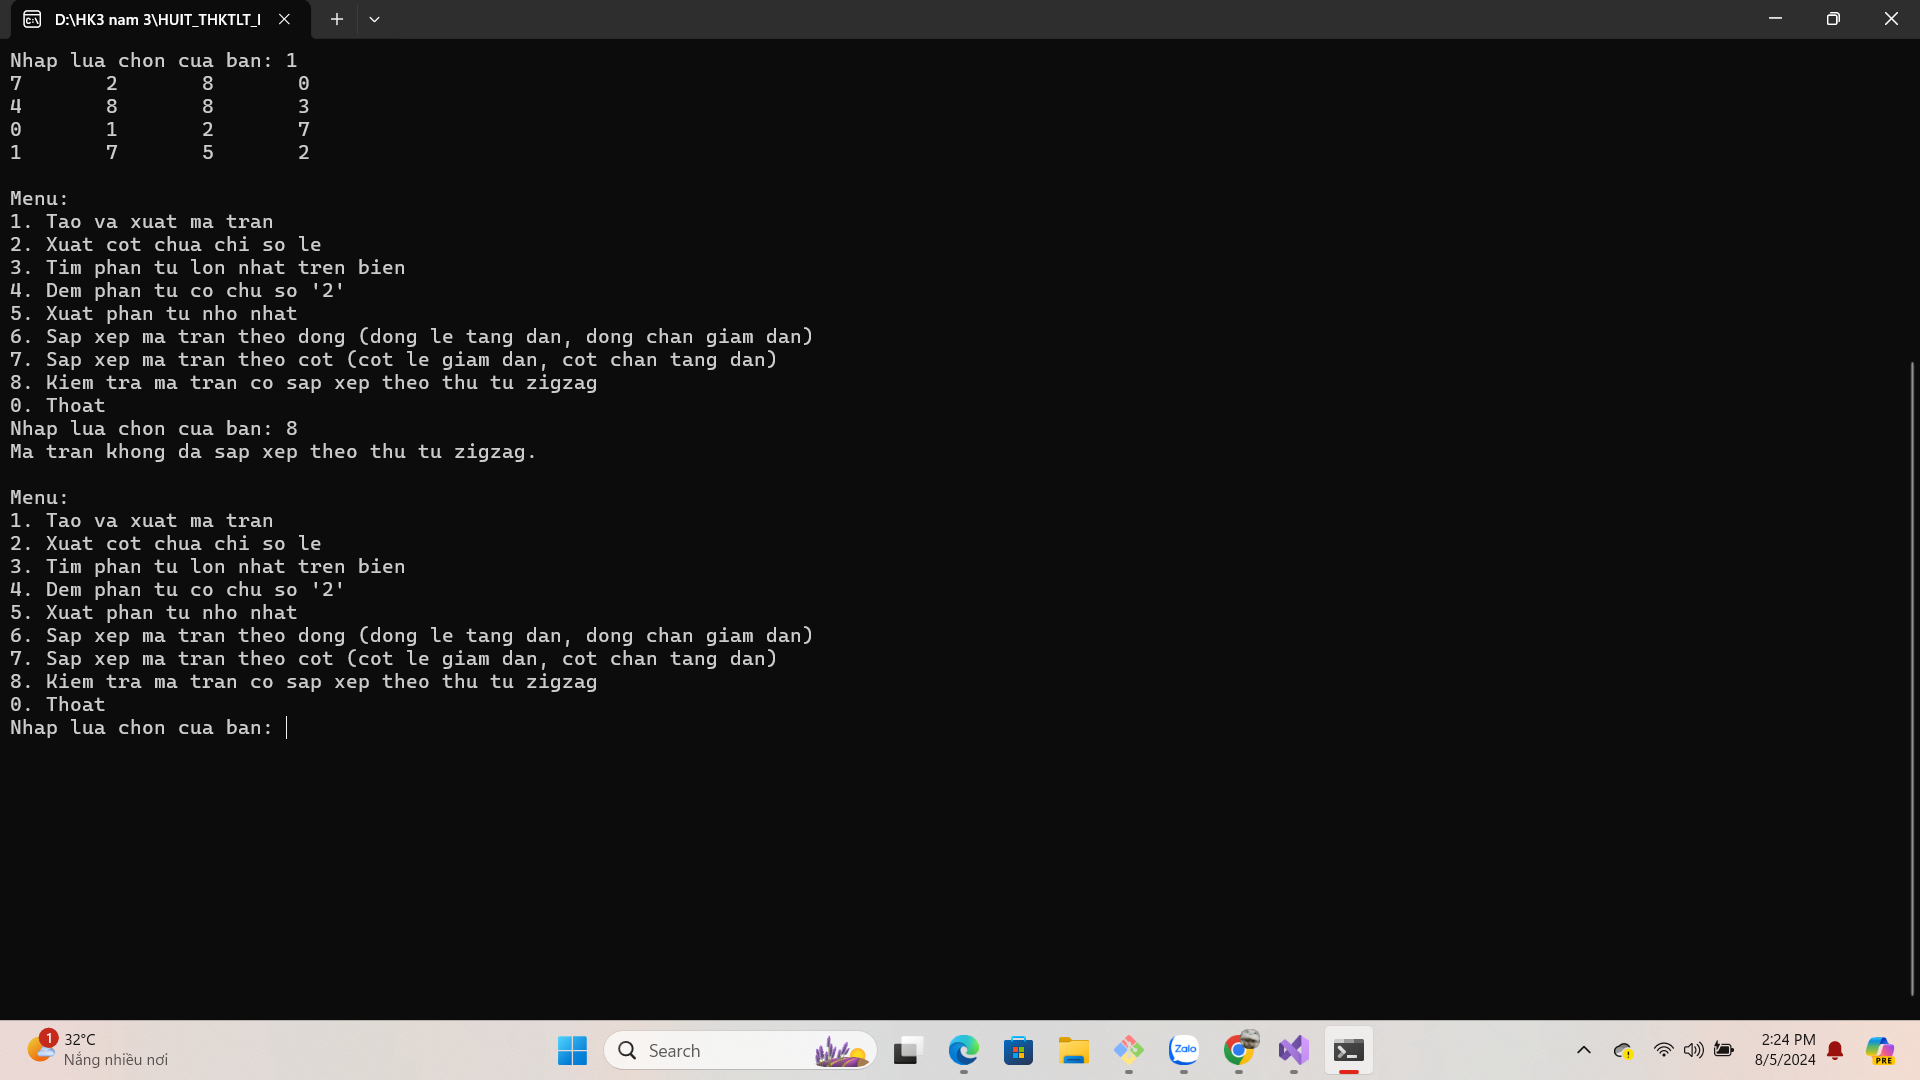 D:\HK3 nam 3\HUIT_THKTLT_I
Nhap lua chon cua ban: 1
7 2 8 0
4 8 8 3
0 1 2 7
1 7 5 2
Menu:
1. Tao va xuat ma tran
2. Xuat cot chua chi so le
3. Tim phan tu lon nhat tren bien
4. Dem phan tu co chu so '2'
5. Xuat phan tu nho nhat
6. Sap xep ma tran theo dong (dong le tang dan, dong chan giam dan)
7. Sap xep ma tran theo cot (cot le giam dan, cot chan tang dan)
8. Kiem tra ma tran co sap xep theo thu tu zigzag
0. Thoat
Nhap lua chon cua ban: 8
Ma tran khong da sap xep theo thu tu zigzag.
Menu:
1. Tao va xuat ma tran
2. Xuat cot chua chi so le
3. Tim phan tu lon nhat tren bien
4. Dem phan tu co chu so '2'
5. Xuat phan tu nho nhat
6. Sap xep ma tran theo dong (dong le tang dan, dong chan giam dan)
7. Sap xep ma tran theo cot (cot le giam dan, cot chan tang dan)
8. Kiem tra ma tran co sap xep theo thu tu zigzag
0. Thoat
Nhap lua chon cua ban:
1
32°C
Nắng nhiều nơi
Search
Zalo
2:24 PM
8/5/2024
PRE